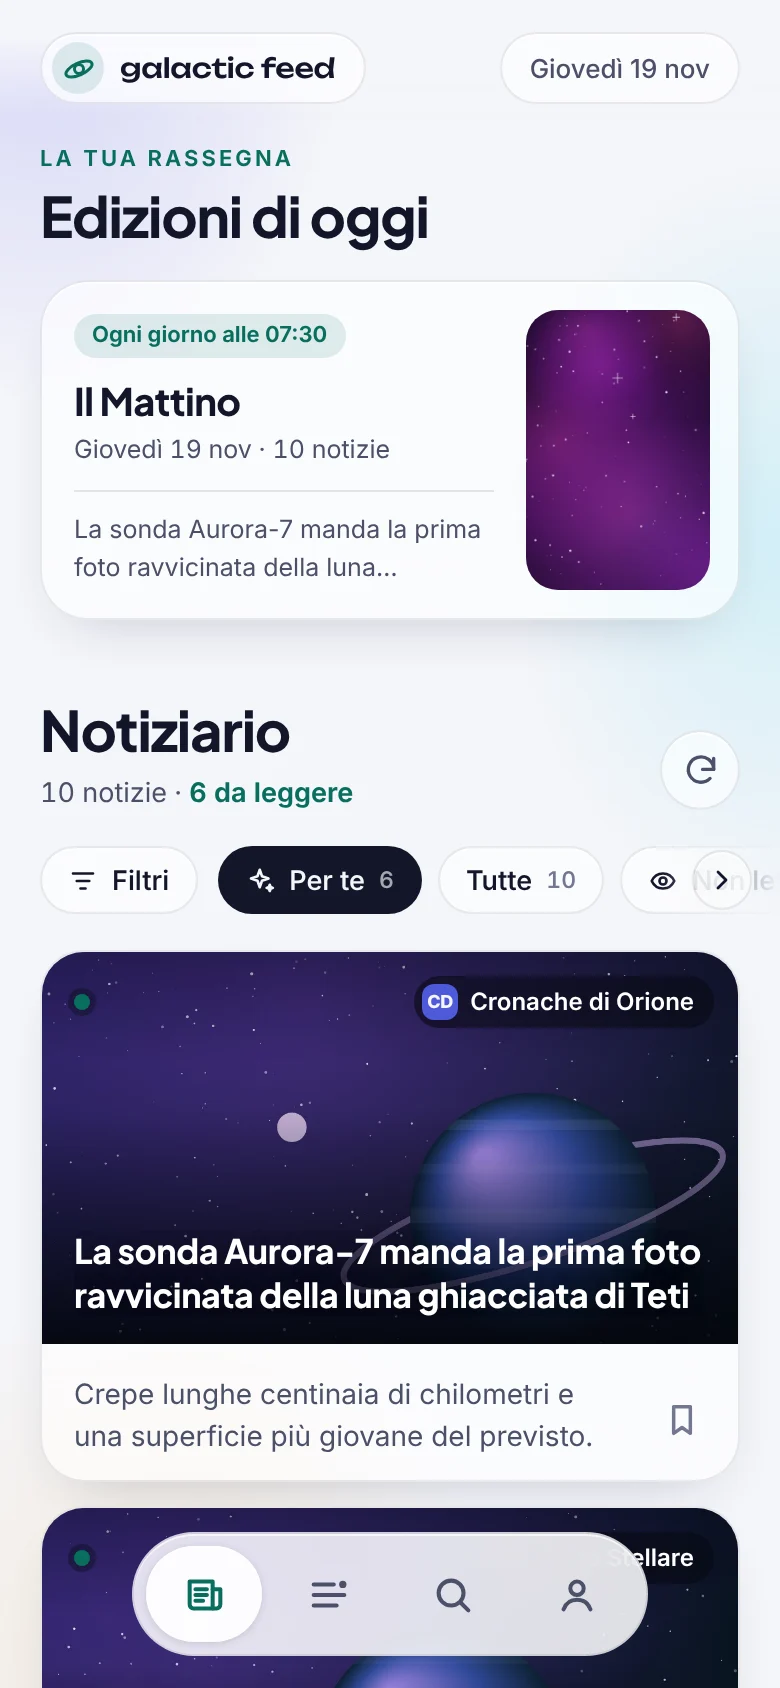 galactic feed
Giovedì 19 nov
LA TUA RASSEGNA
Edizioni di oggi
Ogni giorno alle 07:30
Il Mattino
Giovedì 19 nov · 10 notizie
La sonda Aurora-7 manda la prima
foto ravvicinata della luna...
Notiziario
10 notizie · 6 da leggere
Filtri
Per te 6
Tutte 10
CD Cronache di Orione
La sonda Aurora-7 manda la prima foto
ravvicinata della luna ghiacciata di Teti
Crepe lunghe centinaia di chilometri e
una superficie più giovane del previsto.
Stellare